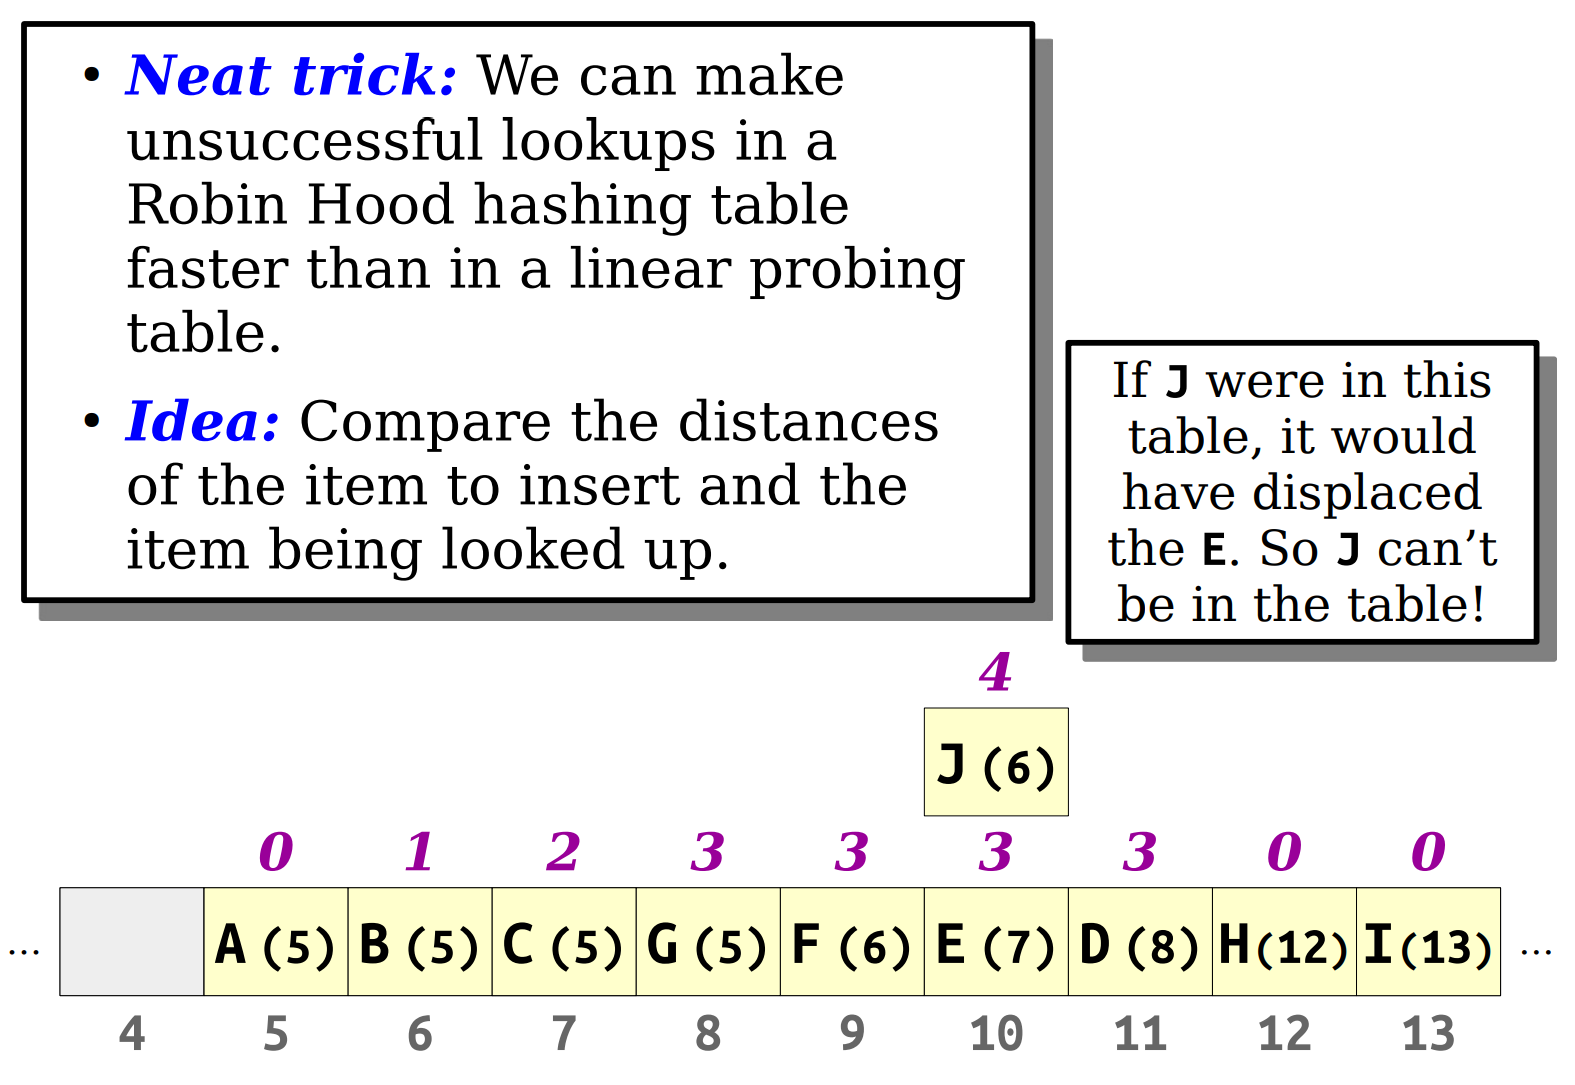 • Neat trick: We can make
unsuccessful lookups in a
Robin Hood hashing table
faster than in a linear probing
table.
• Idea: Compare the distances
of the item to insert and the
item being looked up.
If J were in this
table, it would
have displaced
the E. So J can’t
be in the table!
4
J (6)
0 1 2 3 3 3 3 0 0
... A (5) B (5) C (5) G (5) F (6) E (7) D (8) H(12) I(13) ...
4 5 6 7 8 9 10 11 12 13